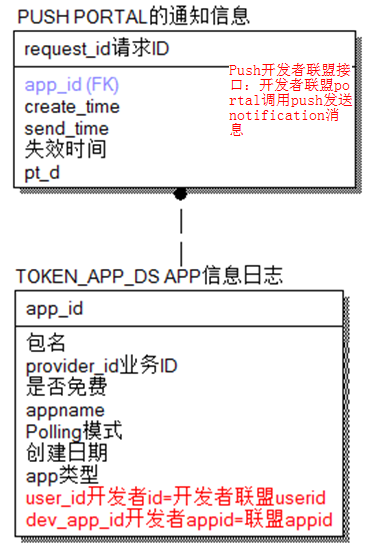 PUSH PORTAL的通知信息
request_id请求ID
app_id (FK)
create_time
send_time
失效时间
pt_d
Push开发者联盟接
口：开发者联盟po
rtal调用push发送
notification消
息
TOKEN_APP_DS APP信息日志
app_id
包名
provider_id业务ID
是否免费
appname
Polling模式
创建日期
app类型
user_id开发者id=开发者联盟userid
dev_app_id开发者appid=联盟appid